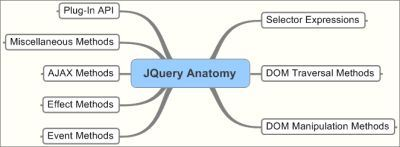 Plug-In API
Selector Expressions
Miscellaneous Methods
AJAX Methods
JQuery Anatomy
DOM Traversal Methods
Effect Methods
DOM Manipulation Methods
Event Methods